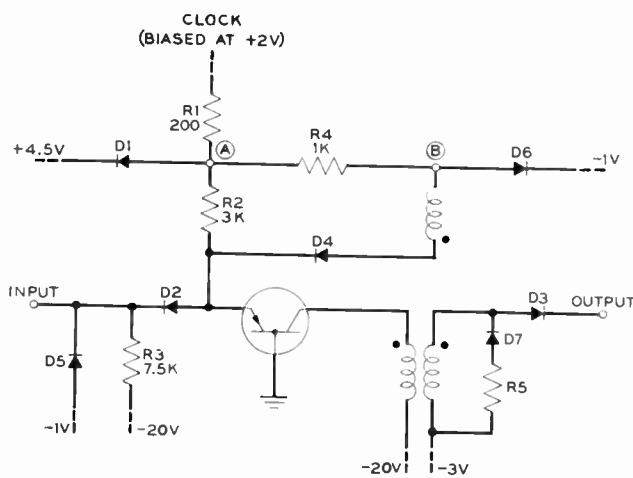 CLOCK
(BIASED AT +2V)
R1
200
A
R4
1K
B
+4.5V
D1
D6
-1V
R2
3K
D4
INPUT
D2
D3
OUTPUT
D5
R3
7.5K
D7
R5
-1V
-20V
-20V
-3V